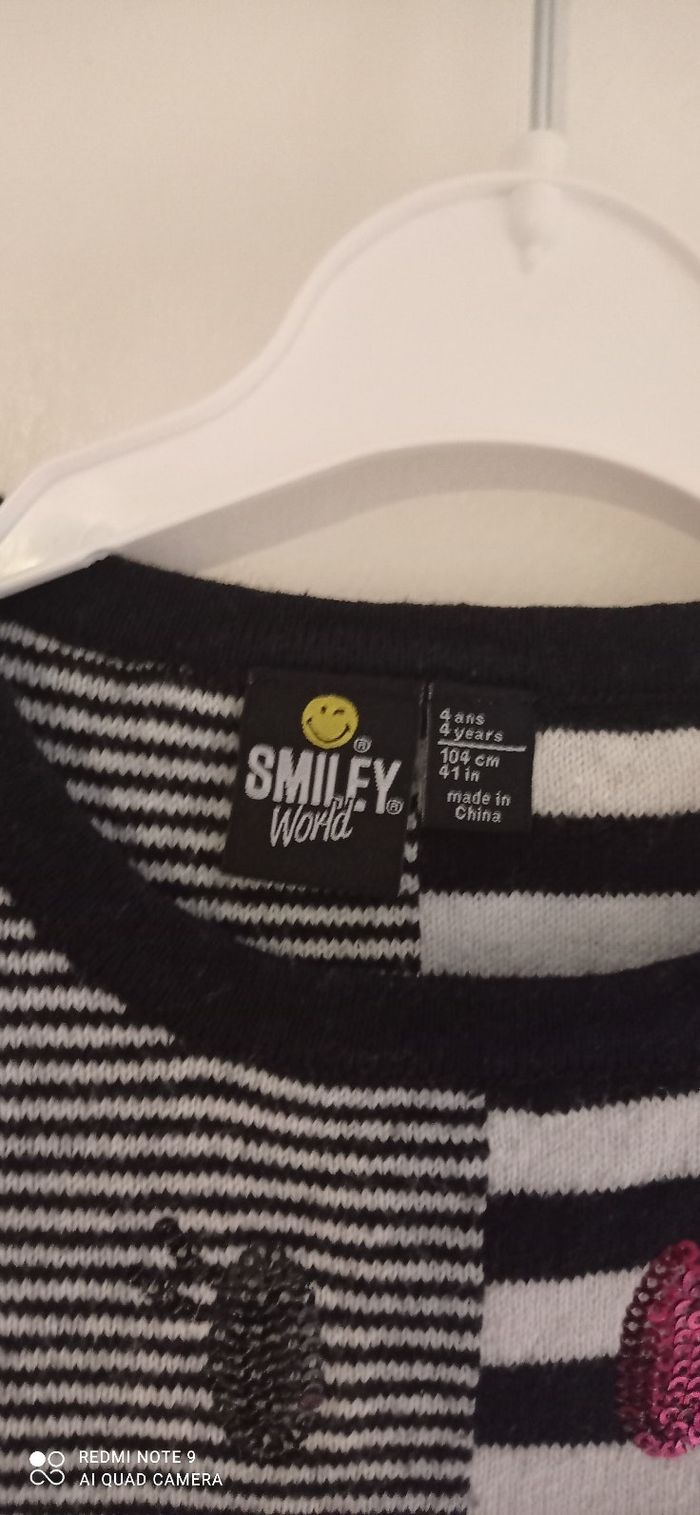 ®
SMILEY®
World
4 ans
4 years
104 cm
41 in
made in
China
REDMI NOTE 9
AI QUAD CAMERA